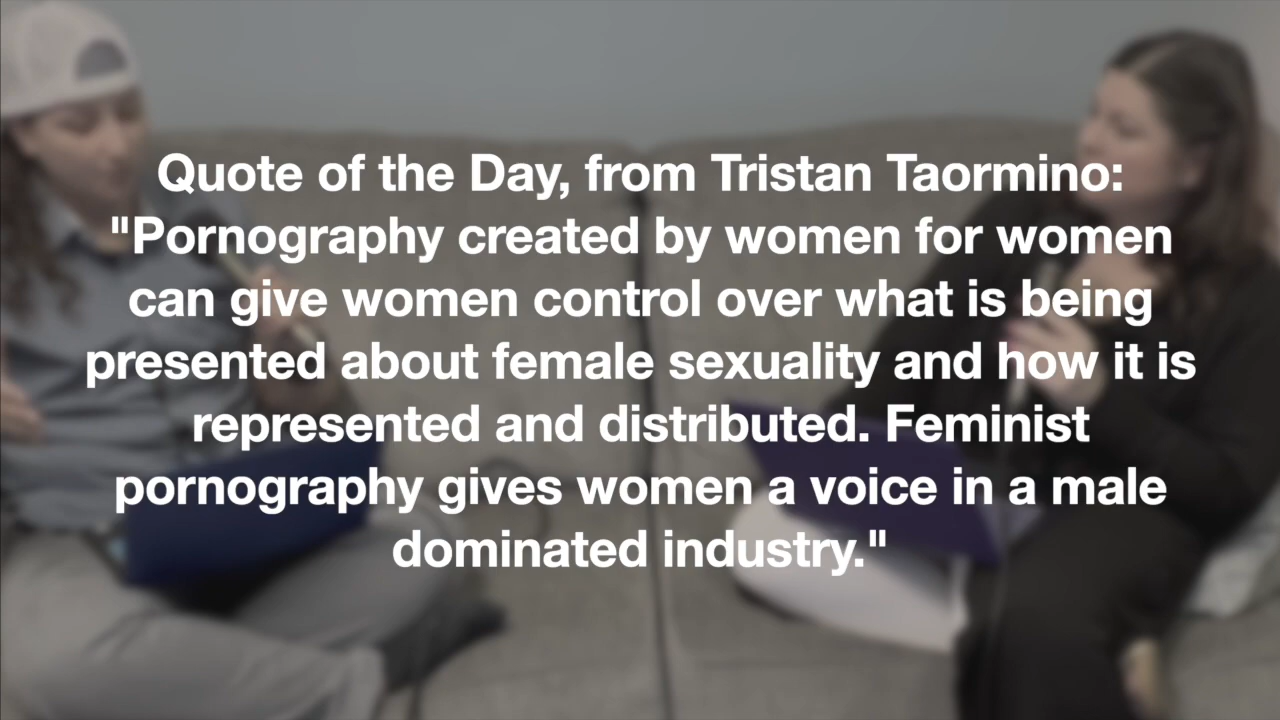 Quote of the Day, from Tristan Taormino:
"Pornography created by women for women
can give women control over what is being
presented about female sexuality and how it is
represented and distributed. Feminist
pornography gives women a voice in a male
dominated industry."